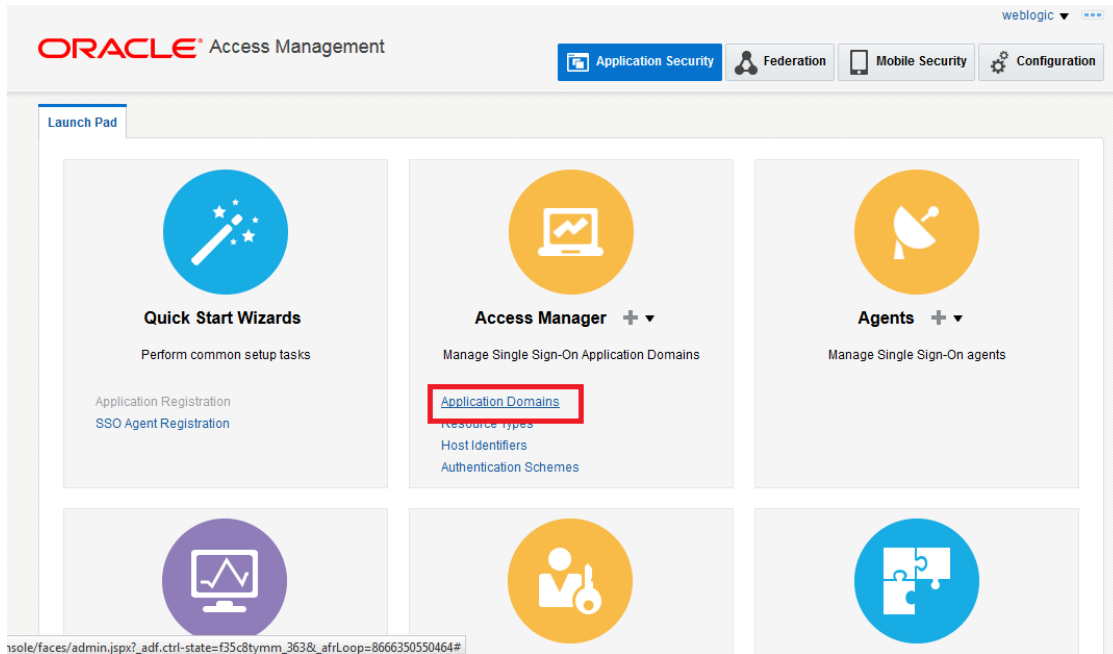 weblogic
ORACLE Access Management
Application Security
Federation
Mobile Security
Configuration
Launch Pad
Quick Start Wizards
Perform common setup tasks
Application Registration
SSO Agent Registration
Access Manager
Manage Single Sign-On Application Domains
Application Domains
Resource Types
Host Identifiers
Authentication Schemes
Agents
Manage Single Sign-On agents
nsole/faces/admin.jspx?_adf.ctrl-state=f35c8tymm_363&_afrLoop=8666350550464#